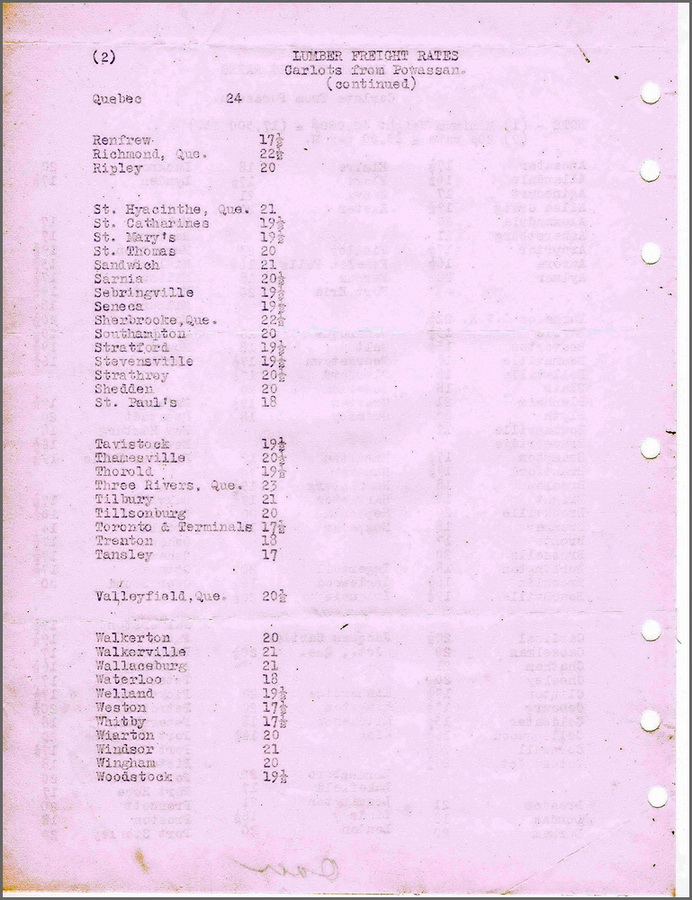 (2) LUMBER FREIGHT RATES
Carlots from Powassan.
(continued)
Quebec 24
Renfrew 17½
Richmond, Que. 22½
Ripley 20
St. Hyacinthe, Que. 21
St. Catharines 19½
St. Mary's 19½
St. Thomas 20
Sandwich 21
Sarnia 20½
Sebringville 19½
Seneca 19½
Sherbrooke,Que. 22½
Southampton 20
Stratford 19½
Stevensville 19½
Strathroy 20½
Shedden 20
St. Paul's 18
Tavistock 19½
Thamesville 20½
Thorold 19½
Three Rivers, Que. 23
Tilbury 21
Tillsonburg 20
Toronto & Terminals 17½
Trenton 18
Tansley 17
Valleyfield,Que. 20½
Walkerton 20
Walkerville 21
Wallaceburg 21
Waterloo 18
Welland 19½
Weston 17½
Whitby 17½
Wiarton 20
Windsor 21
Wingham 20
Woodstock 19½